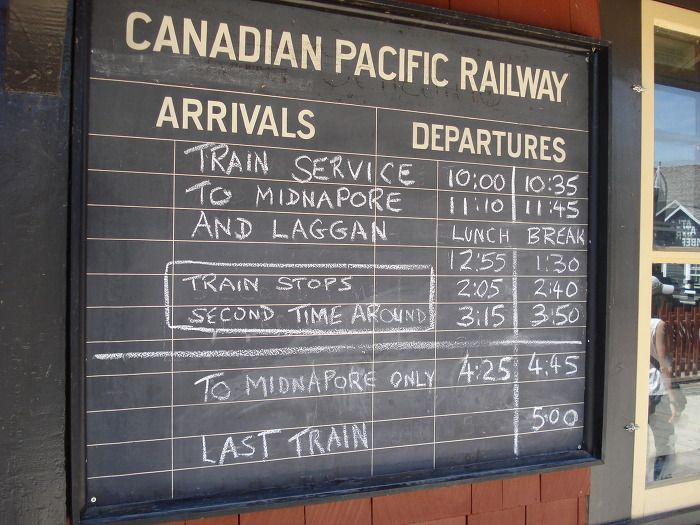 CANADIAN PACIFIC RAILWAY
ARRIVALS DEPARTURES
TRAIN SERVICE 10:00 10:35
TO MIDNAPORE 11:10 11:45
AND LAGGAN LUNCH BREAK
12:55 1:30
TRAIN STOPS 2:05 2:40
SECOND TIME AROUND 3:15 3:50
TO MIDNAPORE ONLY 4:25 4:45
5:00
LAST TRAIN